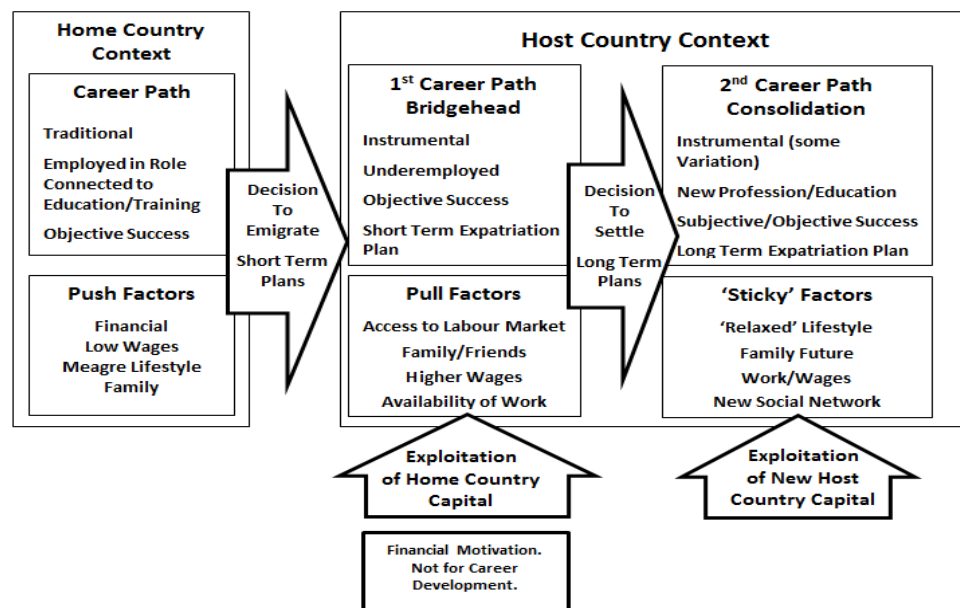 Home Country
Context
Career Path
Traditional
Employed in Role
Connected to
Education/Training
Objective Success
Push Factors
Financial
Low Wages
Meagre Lifestyle
Family
Decision
To
Emigrate
Short Term
Plans
Host Country Context
1st Career Path
Bridgehead
Instrumental
Underemployed
Objective Success
Short Term Expatriation
Plan
Pull Factors
Access to Labour Market
Family/Friends
Higher Wages
Availability of Work
Decision
To
Settle
Long Term
Plans
2nd Career Path
Consolidation
Instrumental (some
Variation)
New Profession/Education
Subjective/Objective Success
Long Term Expatriation Plan
‘Sticky’ Factors
‘Relaxed’ Lifestyle
Family Future
Work/Wages
New Social Network
Exploitation
of Home Country
Capital
Exploitation
of New Host
Country Capital
Financial Motivation.
Not for Career
Development.